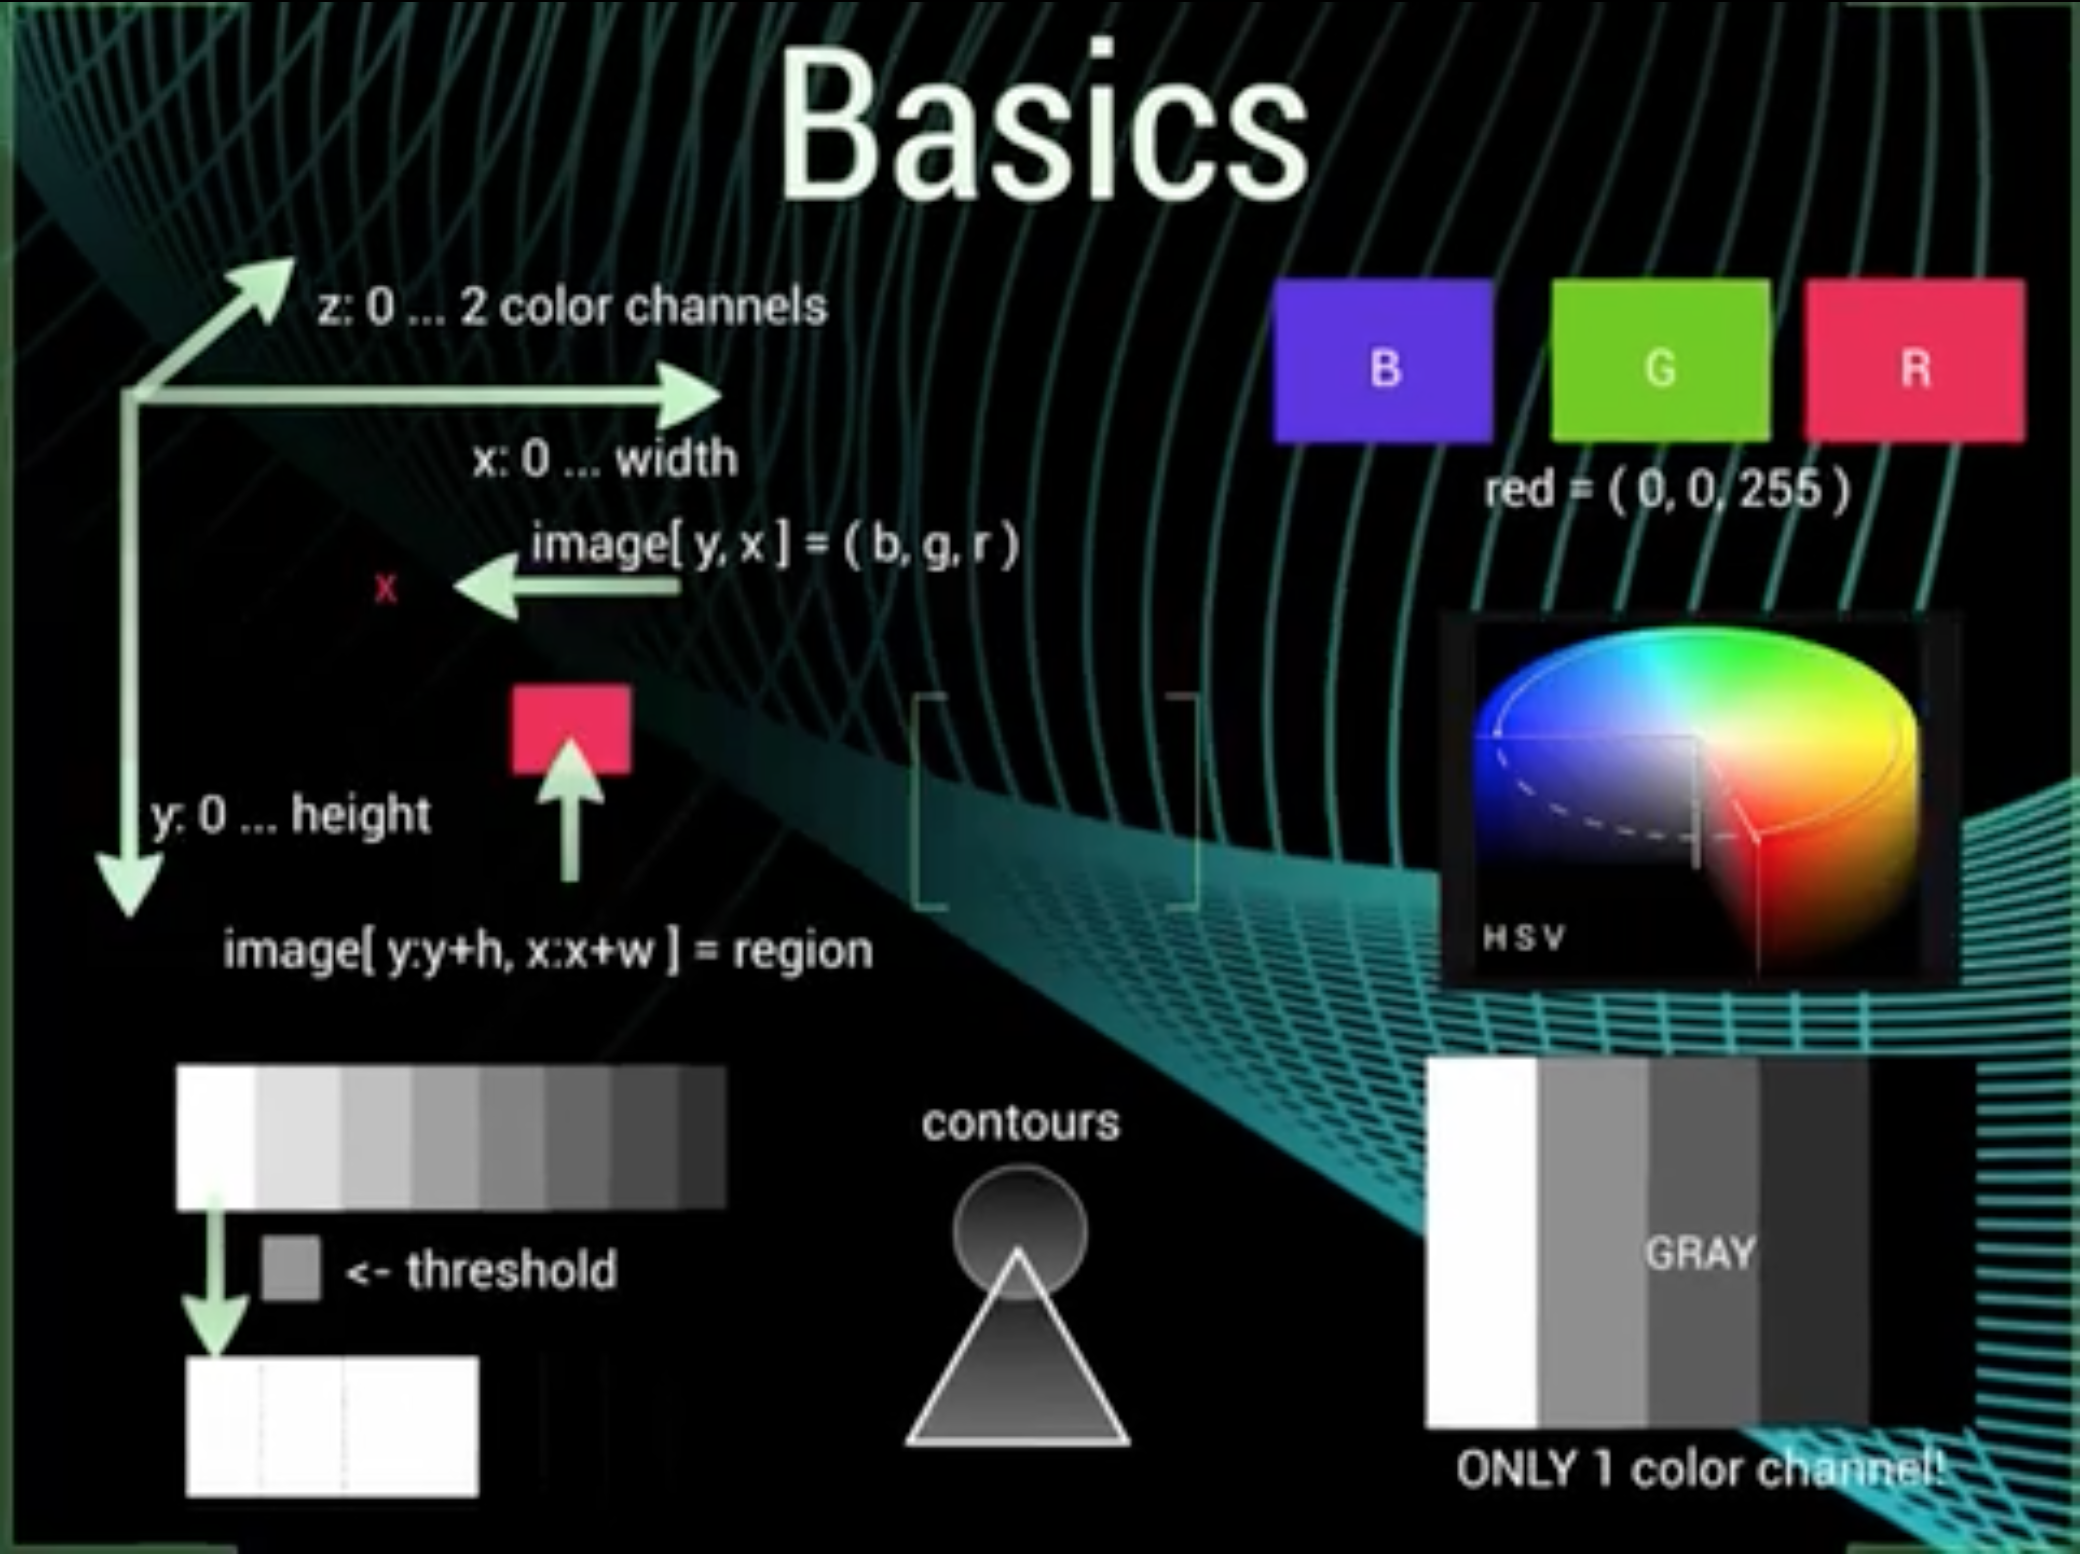 Basics
z: 0 ... 2 color channels
x: 0 ... width
image[ y, x ] = ( b, g, r )
x
y: 0 ... height
image[ y:y+h, x:x+w ] = region
B
G
R
red = ( 0, 0, 255 )
H S V
<- threshold
contours
GRAY
ONLY 1 color channel!